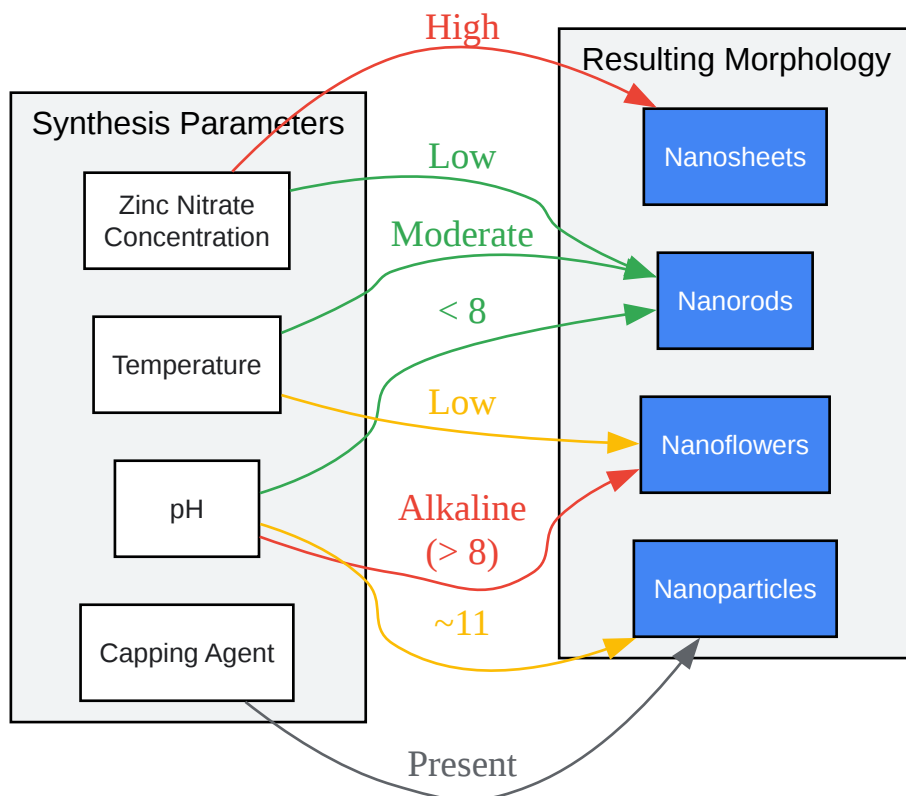 High
Resulting Morphology
Synthesis Parameters
Nanosheets
Low
Zinc Nitrate
Concentration
Moderate
Nanorods
< 8
Temperature
Low
Nanoflowers
pH
Alkaline
(> 8)
Nanoparticles
~11
Capping Agent
Present